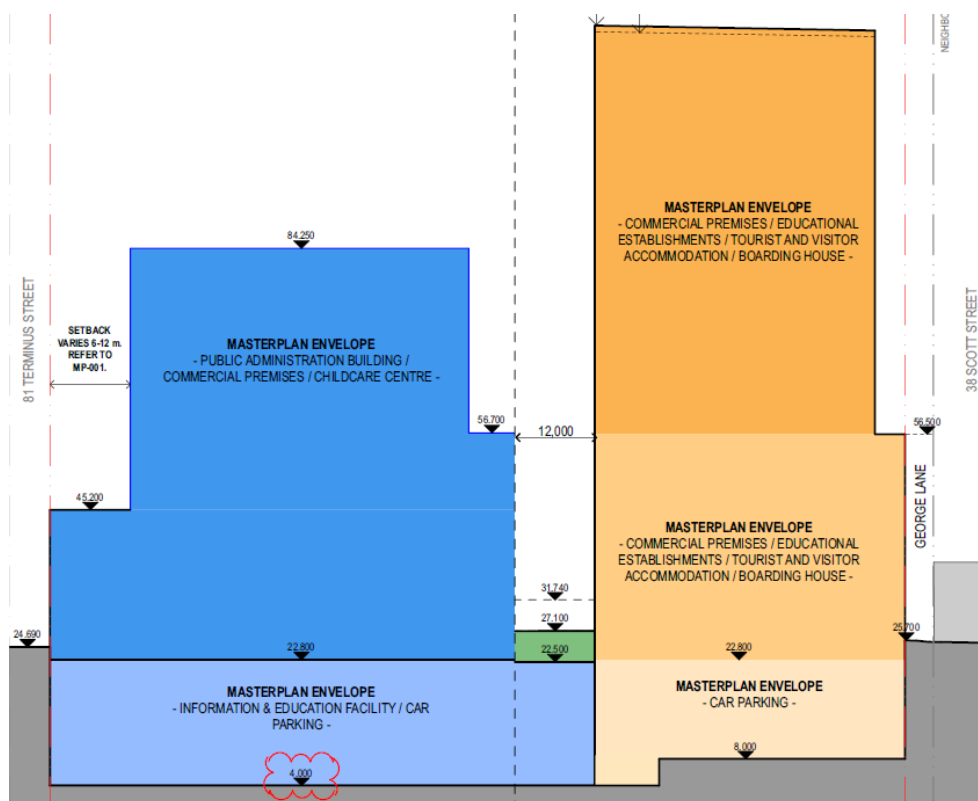 NEIGHBO
MASTERPLAN ENVELOPE
- COMMERCIAL PREMISES / EDUCATIONAL
ESTABLISHMENTS / TOURIST AND VISITOR
ACCOMMODATION / BOARDING HOUSE -
84.250
81 TERMINUS STREET
SETBACK
VARIES 6-12 m.
REFER TO
MP-001.
MASTERPLAN ENVELOPE
- PUBLIC ADMINISTRATION BUILDING /
COMMERCIAL PREMISES / CHILDCARE CENTRE -
38 SCOTT STREET
56.700
12,000
56.500
45.200
GEORGE LANE
MASTERPLAN ENVELOPE
- COMMERCIAL PREMISES / EDUCATIONAL
ESTABLISHMENTS / TOURIST AND VISITOR
ACCOMMODATION / BOARDING HOUSE -
31.740
27.100
24.690
25.700
22.800
22.500
22.800
MASTERPLAN ENVELOPE
- INFORMATION & EDUCATION FACILITY / CAR
PARKING -
MASTERPLAN ENVELOPE
- CAR PARKING -
8.000
4.000